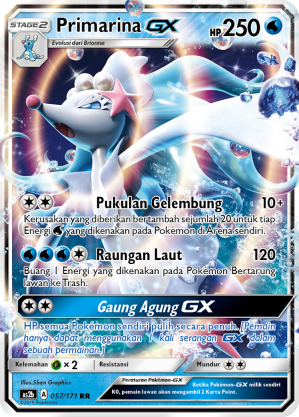 STAGE2 Primarina GX HP 250
Evolusi dari Brionne
Pukulan Gelembung 10+
Kerusakan yang diberikan bertambah sejumlah 20 untuk tiap
Energi yang dikenakan pada Pokémon di Arena sendiri.
Raungan Laut 120
Buang 1 Energi yang dikenakan pada Pokémon Bertarung
lawan ke Trash.
Gaung Agung GX
HP semua Pokémon sendiri pulih secara penuh. [Pemain
hanya dapat menggunakan 1 kali serangan GX dalam
sebuah permainan.]
Kelemahan ×2 Resistansi Mundur
Illus. 5ban Graphics
Peraturan Pokémon-GX
as2b A 057/171 RR
Ketika Pokémon-GX milik sendiri
KO, pemain lawan akan mengambil 2 Kartu Point.